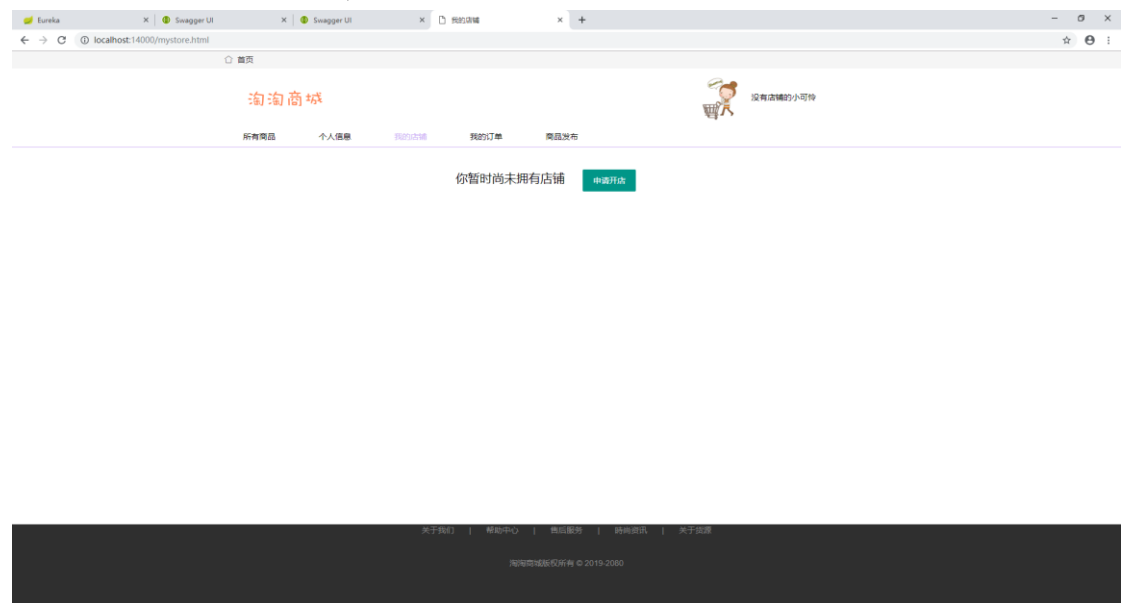 Eureka Swagger UI Swagger UI 我的店铺
localhost:14000/mystore.html
首页
淘淘商城
没有店铺的小可怜
所有商品 个人信息 我的店铺 我的订单 商品发布
你暂时尚未拥有店铺 申请开店
关于我们 | 帮助中心 | 售后服务 | 时尚资讯 | 关于货源
淘淘商城版权所有 © 2019-2080